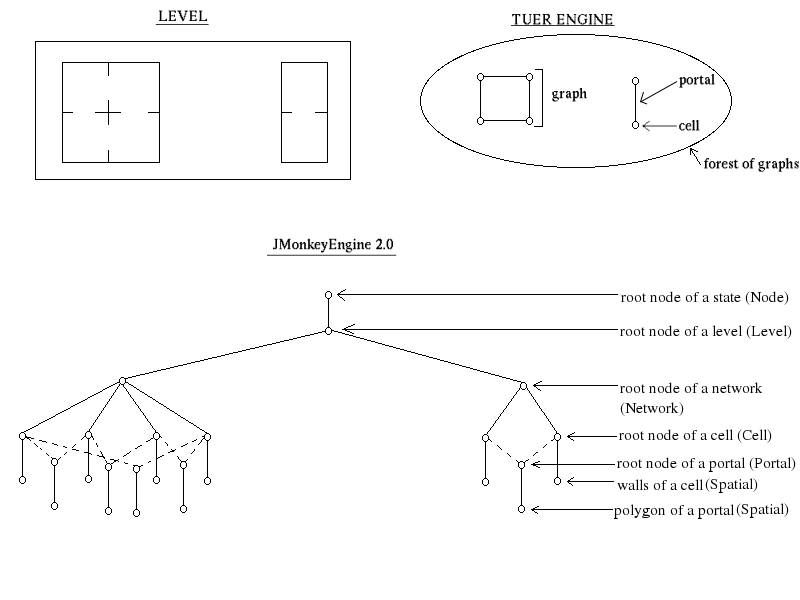 LEVEL
TUER ENGINE
portal
graph
cell
forest of graphs
JMonkeyEngine 2.0
root node of a state (Node)
root node of a level (Level)
root node of a network
(Network)
root node of a cell (Cell)
root node of a portal (Portal)
walls of a cell (Spatial)
polygon of a portal (Spatial)